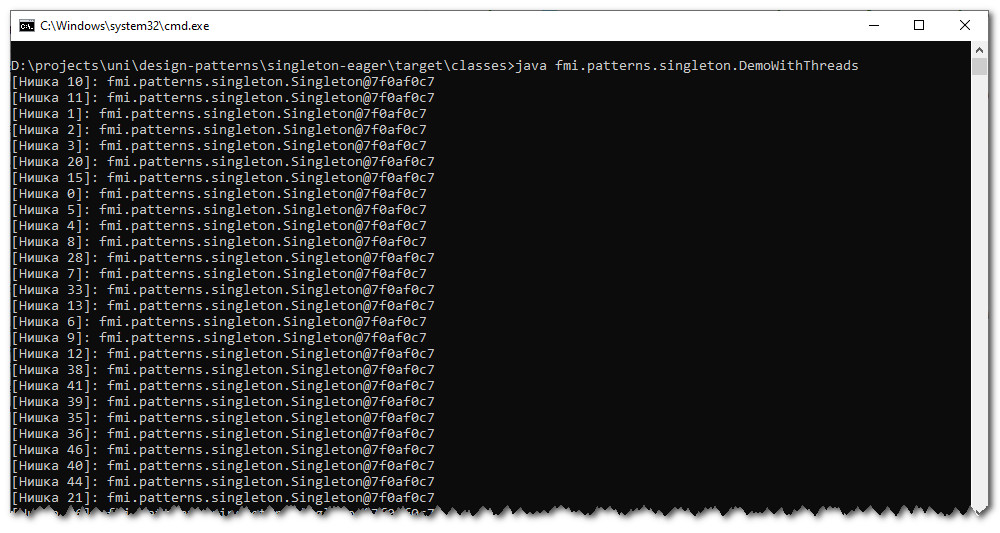 C:\Windows\system32\cmd.exe
D:\projects\uni\design-patterns\singleton-eager\target\classes>java fmi.patterns.singleton.DemoWithThreads
[Нишка 10]: fmi.patterns.singleton.Singleton@7f0af0c7
[Нишка 11]: fmi.patterns.singleton.Singleton@7f0af0c7
[Нишка 1]: fmi.patterns.singleton.Singleton@7f0af0c7
[Нишка 2]: fmi.patterns.singleton.Singleton@7f0af0c7
[Нишка 3]: fmi.patterns.singleton.Singleton@7f0af0c7
[Нишка 20]: fmi.patterns.singleton.Singleton@7f0af0c7
[Нишка 15]: fmi.patterns.singleton.Singleton@7f0af0c7
[Нишка 0]: fmi.patterns.singleton.Singleton@7f0af0c7
[Нишка 5]: fmi.patterns.singleton.Singleton@7f0af0c7
[Нишка 4]: fmi.patterns.singleton.Singleton@7f0af0c7
[Нишка 8]: fmi.patterns.singleton.Singleton@7f0af0c7
[Нишка 28]: fmi.patterns.singleton.Singleton@7f0af0c7
[Нишка 7]: fmi.patterns.singleton.Singleton@7f0af0c7
[Нишка 33]: fmi.patterns.singleton.Singleton@7f0af0c7
[Нишка 13]: fmi.patterns.singleton.Singleton@7f0af0c7
[Нишка 6]: fmi.patterns.singleton.Singleton@7f0af0c7
[Нишка 9]: fmi.patterns.singleton.Singleton@7f0af0c7
[Нишка 12]: fmi.patterns.singleton.Singleton@7f0af0c7
[Нишка 38]: fmi.patterns.singleton.Singleton@7f0af0c7
[Нишка 41]: fmi.patterns.singleton.Singleton@7f0af0c7
[Нишка 39]: fmi.patterns.singleton.Singleton@7f0af0c7
[Нишка 35]: fmi.patterns.singleton.Singleton@7f0af0c7
[Нишка 36]: fmi.patterns.singleton.Singleton@7f0af0c7
[Нишка 46]: fmi.patterns.singleton.Singleton@7f0af0c7
[Нишка 40]: fmi.patterns.singleton.Singleton@7f0af0c7
[Нишка 44]: fmi.patterns.singleton.Singleton@7f0af0c7
[Нишка 21]: fmi.patterns.singleton.Singleton@7f0af0c7